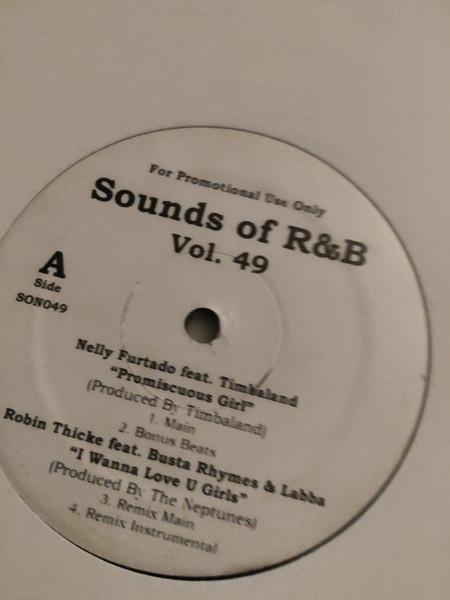 For Promotional Use Only
Sounds of R&B
Vol. 49
A
Side
SON049
Nelly Furtado feat. Timbaland
"Promiscuous Girl"
(Produced By Timbaland)
1. Main
2. Bonus Beats
Robin Thicke feat. Busta Rhymes & Labba
"I Wanna Love U Girls"
(Produced By The Neptunes)
3. Remix Main
4. Remix Instrumental